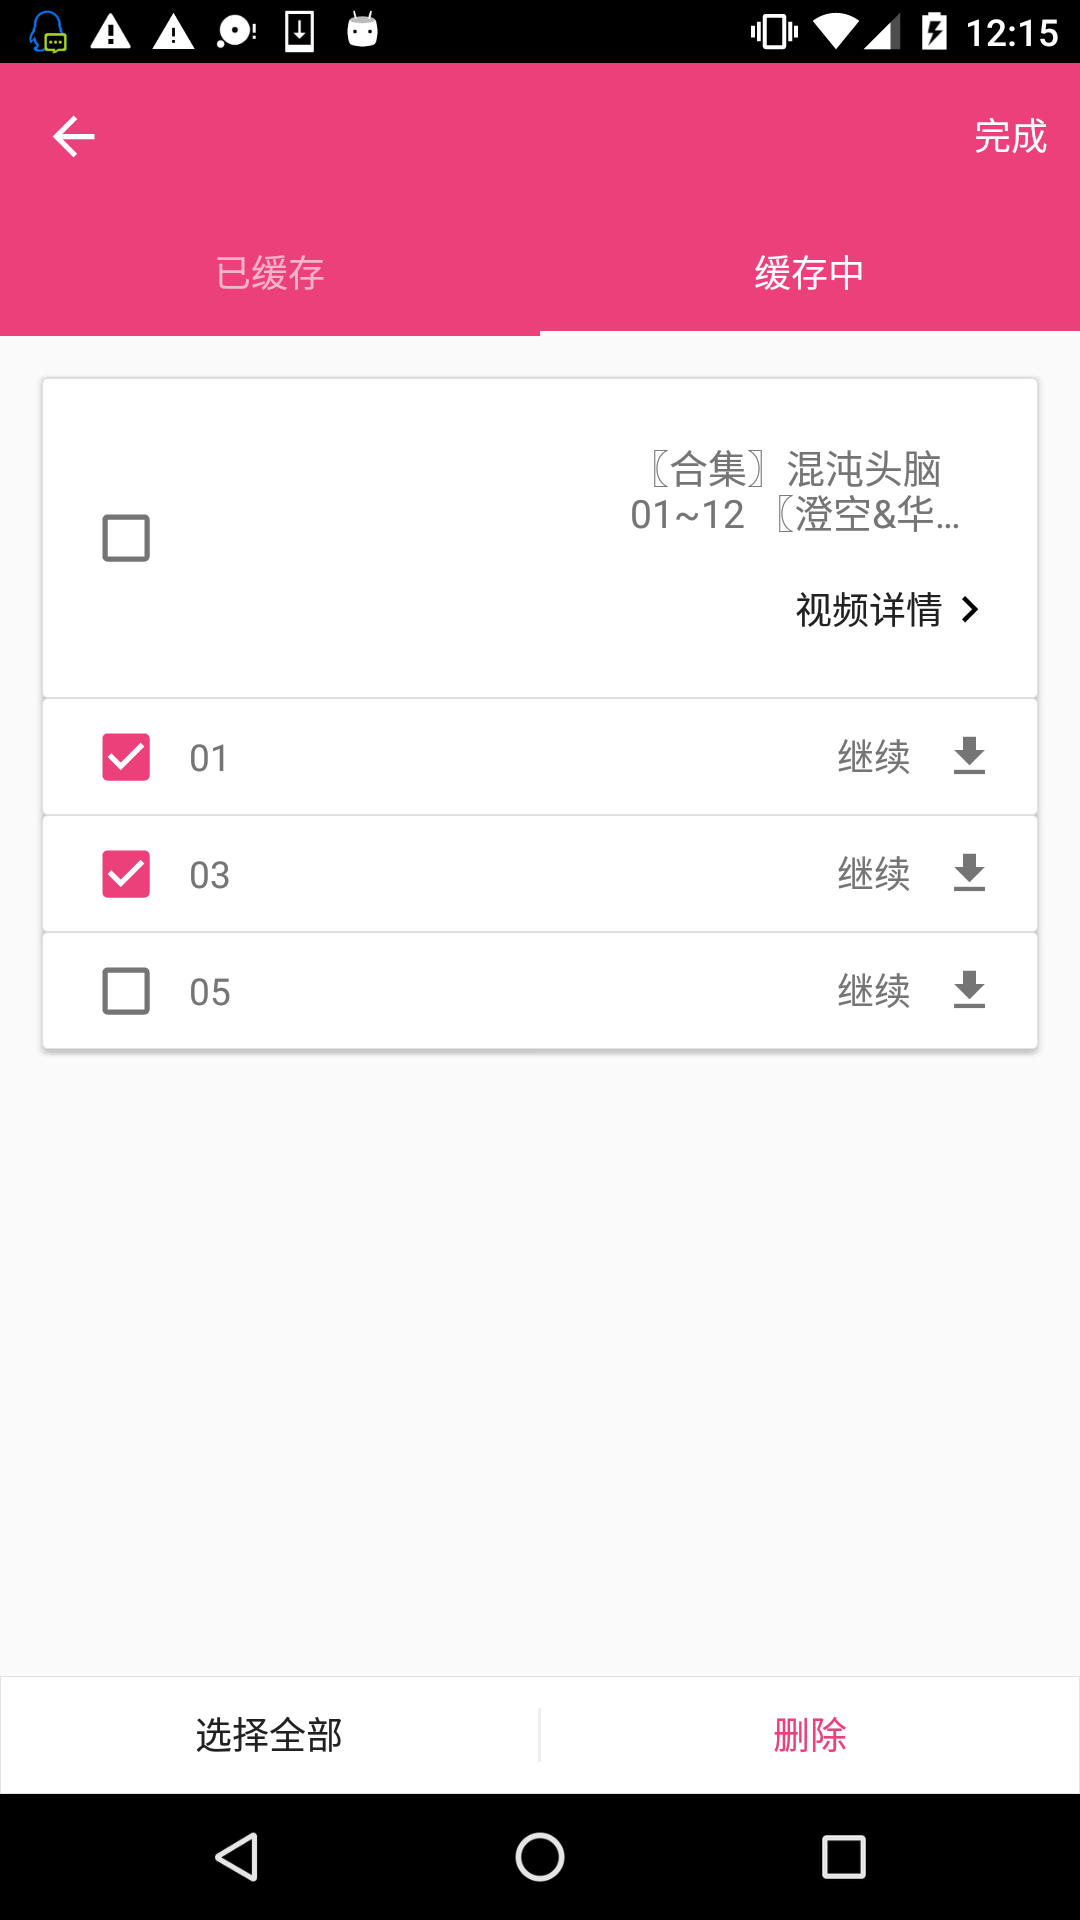 12:15
完成
已缓存
缓存中
〖合集〗混沌头脑
01~12 〖澄空&华...
视频详情
01
继续
03
继续
05
继续
选择全部
删除